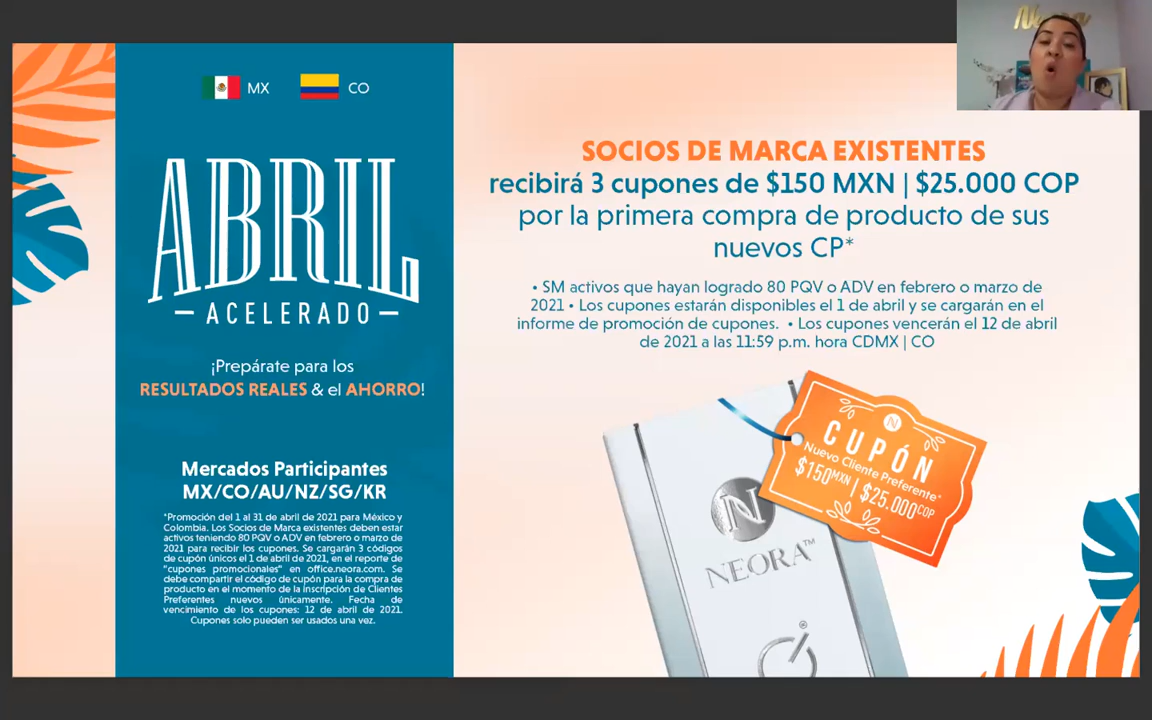 Neora
MX
CO
ABRIL
— ACELERADO —
¡Prepárate para los
RESULTADOS REALES & el AHORRO!
Mercados Participantes
MX/CO/AU/NZ/SG/KR
*Promoción del 1 al 31 de abril de 2021 para México y
Colombia. Los Socios de Marca existentes deben estar
activos teniendo 80 PQV o ADV en febrero o marzo de
2021 para recibir los cupones. Se cargarán 3 códigos
de cupón únicos el 1 de abril de 2021, en el reporte de
"cupones promocionales" en office.neora.com. Se
debe compartir el código de cupón para la compra de
producto en el momento de la inscripción de Clientes
Preferentes nuevos únicamente. Fecha de
vencimiento de los cupones: 12 de abril de 2021.
Cupones solo pueden ser usados una vez.
SOCIOS DE MARCA EXISTENTES
recibirá 3 cupones de $150 MXN | $25.000 COP
por la primera compra de producto de sus
nuevos CP*
• SM activos que hayan logrado 80 PQV o ADV en febrero o marzo de
2021 • Los cupones estarán disponibles el 1 de abril y se cargarán en el
informe de promoción de cupones. • Los cupones vencerán el 12 de abril
de 2021 a las 11:59 p.m. hora CDMX | CO
N
CUPÓN
Nuevo Cliente Preferente*
$150 MXN | $25.000 COP
N
NEORA™
®